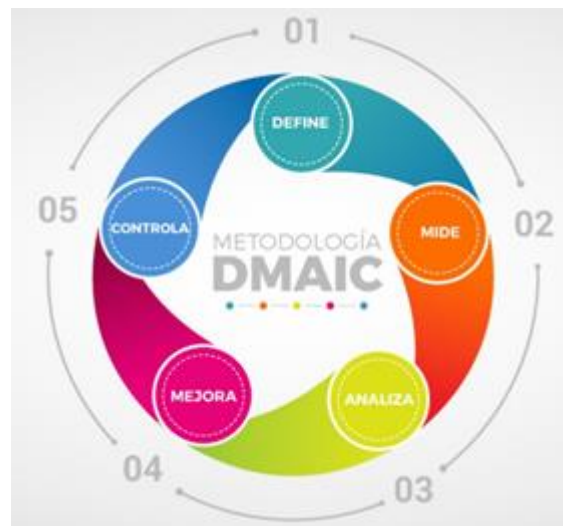 01
DEFINE
05
CONTROLA
METODOLOGÍA
DMAIC
MIDE
02
MEJORA
ANALIZA
04
03